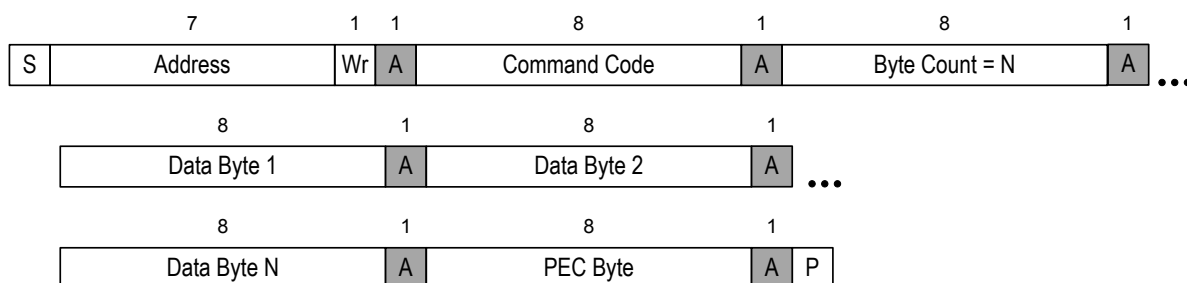 7 1 1 8 1 8 1
S Address Wr A Command Code A Byte Count = N A ...
8 1 8 1
Data Byte 1 A Data Byte 2 A ...
8 1 8 1
Data Byte N A PEC Byte A P